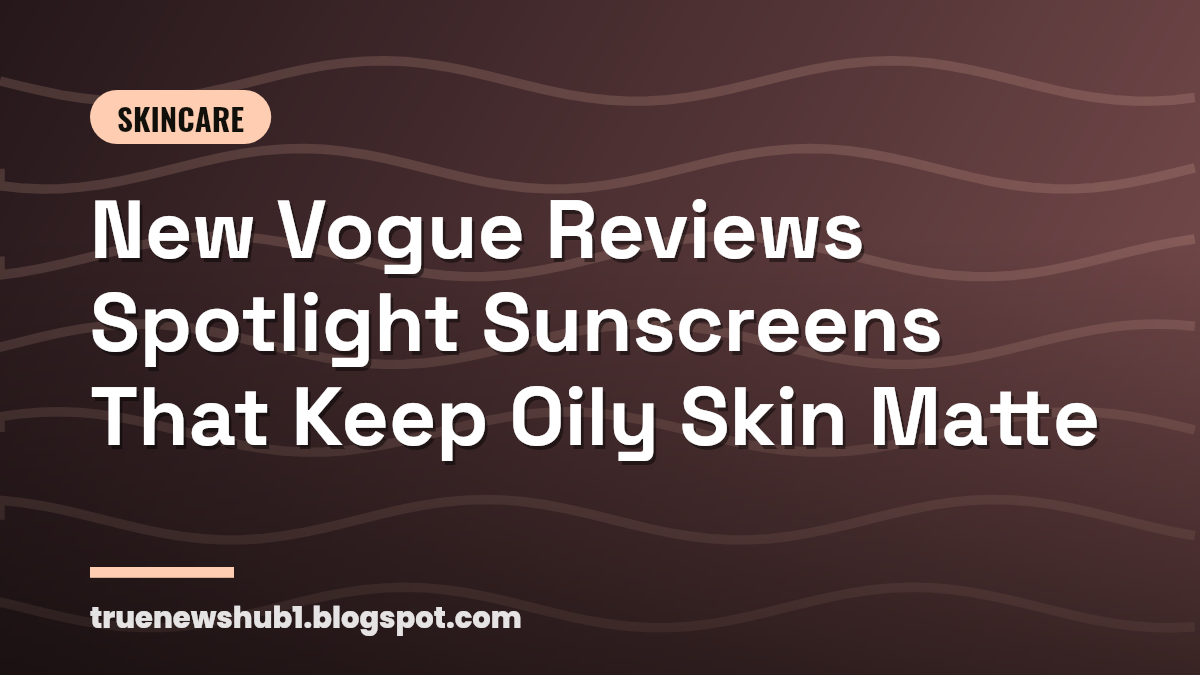 SKINCARE
New Vogue Reviews
Spotlight Sunscreens
That Keep Oily Skin Matte
truenewshub1.blogspot.com